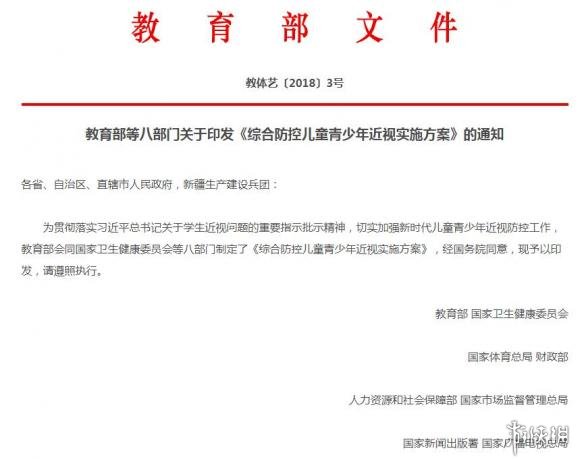 教育部文件
教体艺〔2018〕3号
教育部等八部门关于印发《综合防控儿童青少年近视实施方案》的通知
各省、自治区、直辖市人民政府，新疆生产建设兵团：
为贯彻落实习近平总书记关于学生近视问题的重要指示批示精神，切实加强新时代儿童青少年近视防控工作，
教育部会同国家卫生健康委员会等八部门制定了《综合防控儿童青少年近视实施方案》，经国务院同意，现予以印
发，请遵照执行。
教育部 国家卫生健康委员会
国家体育总局 财政部
人力资源和社会保障部 国家市场监督管理总局
国家新闻出版署 国家广播电视总局
游侠网